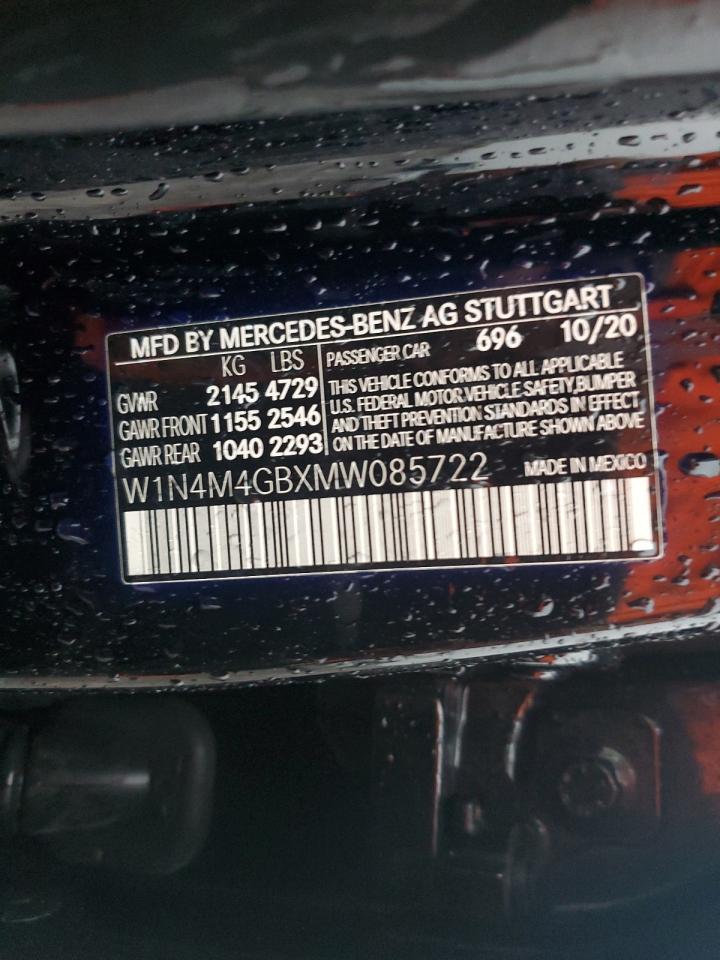 MFD BY MERCEDES-BENZ AG STUTTGART
KG LBS
GVWR 2145 4729
GAWR FRONT 1155 2546
GAWR REAR 1040 2293
PASSENGER CAR 696 10/20
THIS VEHICLE CONFORMS TO ALL APPLICABLE
U.S. FEDERAL MOTOR VEHICLE SAFETY, BUMPER
AND THEFT PREVENTION STANDARDS IN EFFECT
ON THE DATE OF MANUFACTURE SHOWN ABOVE
W1N4M4GBXMW085722 MADE IN MEXICO